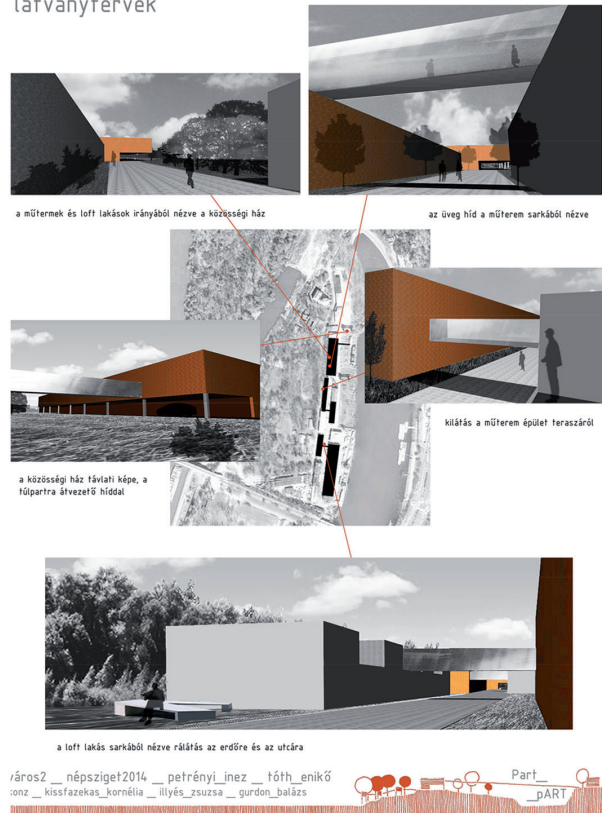 látványtervek
a műtermek és loft lakások irányából nézve a közösségi ház
az üveg híd a műterem sarkából nézve
kilátás a műterem épület teraszáról
a közösségi ház távlati képe, a
túlpartra átvezető híddal
a loft lakás sarkából nézve rálátás az erdőre és az utcára
város2 __ népsziget2014 __ petrényi_inez __ tóth_enikő
konz __ kissfazekas_kornélia __ illyés_zsuzsa __ gurdon_balázs
Part__
__pART